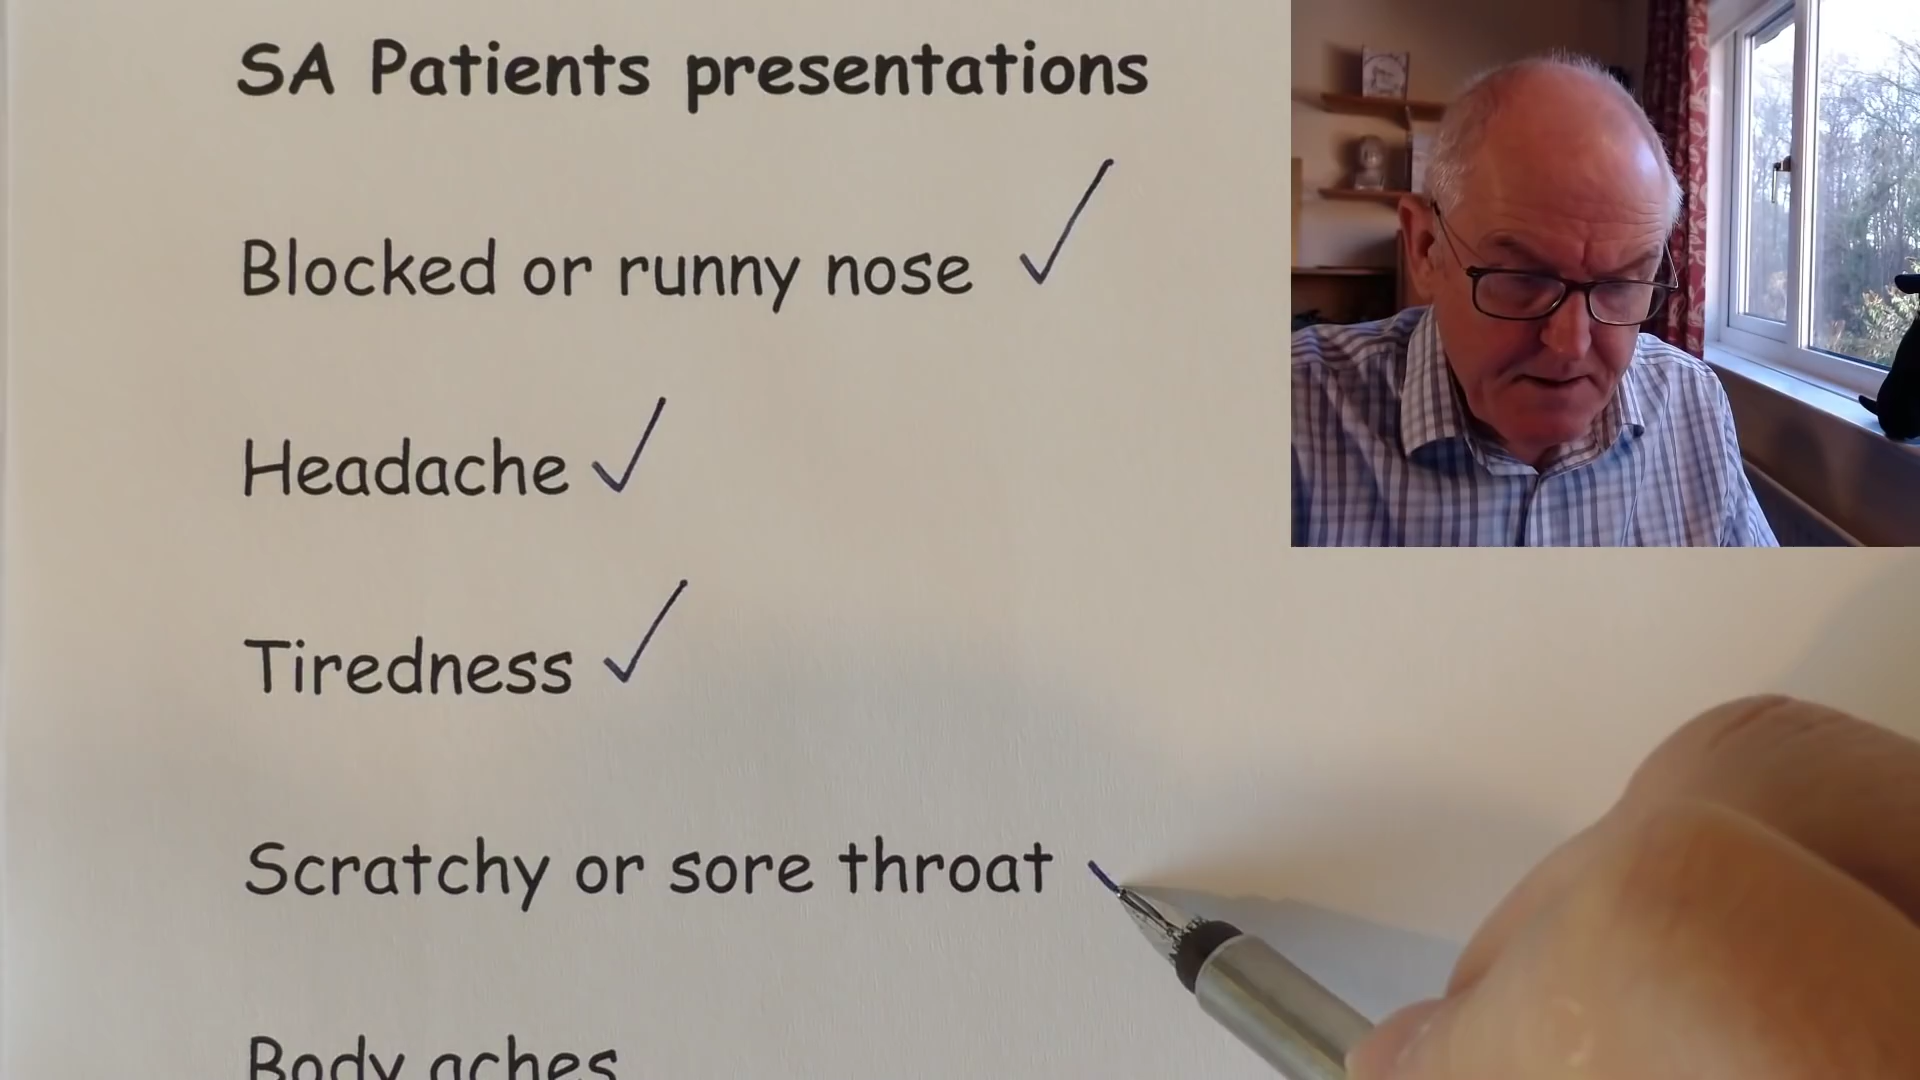 SA Patients presentations
Blocked or runny nose
Headache
Tiredness
Scratchy or sore throat
Body aches